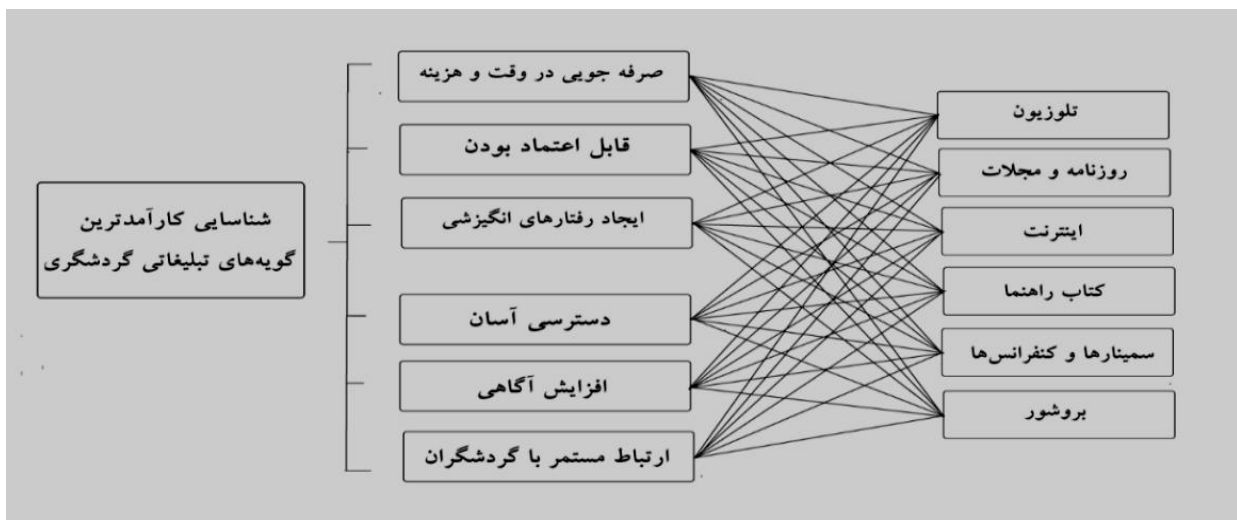 شناسایی کارآمدترین
گویه‌های تبلیغاتی گردشگری
صرفه جویی در وقت و هزینه
قابل اعتماد بودن
ایجاد رفتارهای انگیزشی
دسترسی آسان
افزایش آگاهی
ارتباط مستمر با گردشگران
تلوزیون
روزنامه و مجلات
اینترنت
کتاب راهنما
سمینارها و کنفرانس‌ها
بروشور